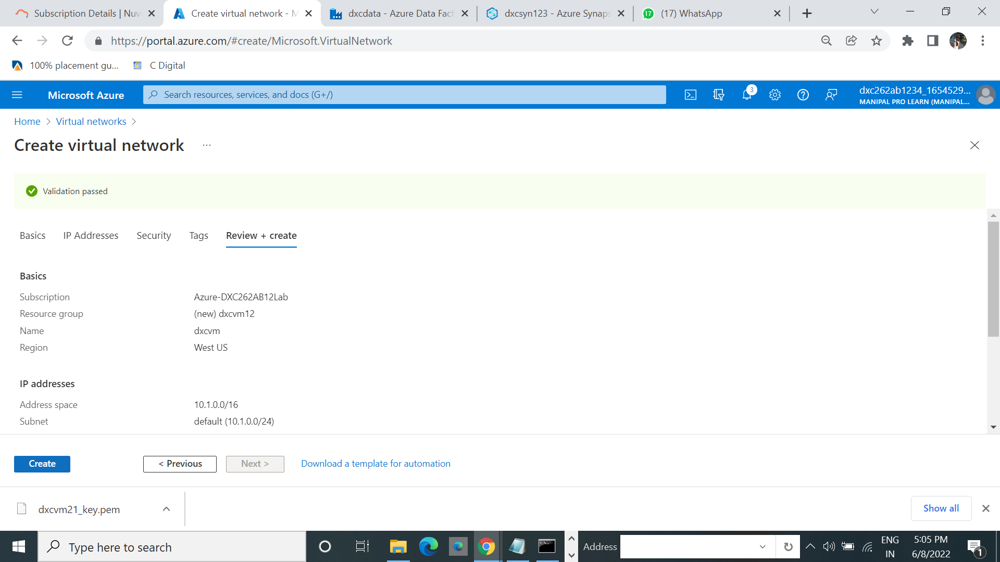 Subscription Details | Nuv
Create virtual network - M
dxcdata - Azure Data Fact
dxcsyn123 - Azure Synaps
17
(17) WhatsApp
https://portal.azure.com/#create/Microsoft.VirtualNetwork
100% placement gu...
C Digital
Microsoft Azure
Search resources, services, and docs (G+/)
3
dxc262ab1234_1654529...
MANIPAL PRO LEARN (MANIPAL...
Home > Virtual networks >
Create virtual network ...
Validation passed
Basics
IP Addresses
Security
Tags
Review + create
Basics
Subscription Azure-DXC262AB12Lab
Resource group (new) dxcvm12
Name dxcvm
Region West US
IP addresses
Address space 10.1.0.0/16
Subnet default (10.1.0.0/24)
Create
< Previous
Next >
Download a template for automation
dxcvm21_key.pem
Show all
Type here to search
Address
ENG
IN
5:05 PM
6/8/2022
1